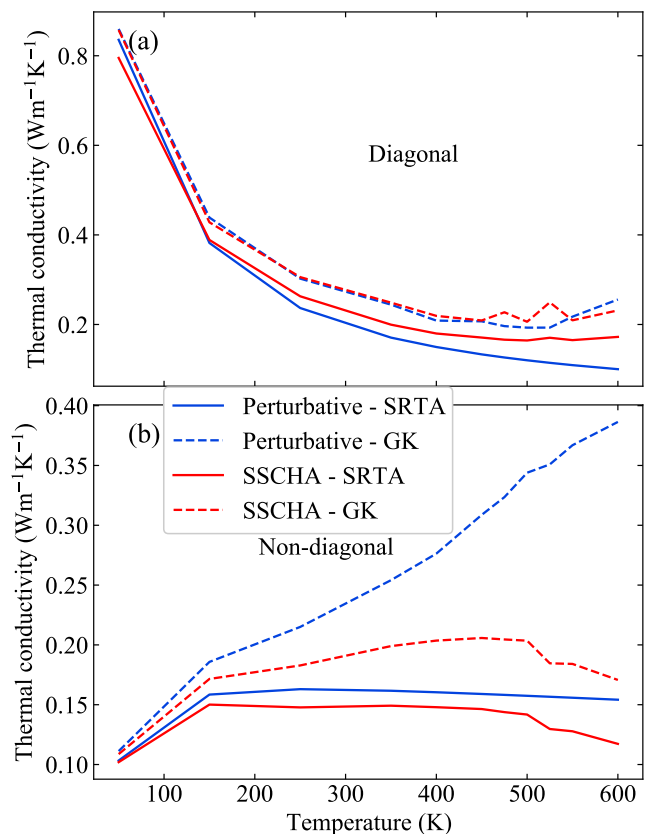 (a)
Diagonal
0.8
0.6
0.4
0.2
Thermal conductivity (Wm⁻¹K⁻¹)
Perturbative - SRTA
Perturbative - GK
SSCHA - SRTA
SSCHA - GK
(b)
Non-diagonal
0.40
0.35
0.30
0.25
0.20
0.15
0.10
Thermal conductivity (Wm⁻¹K⁻¹)
100 200 300 400 500 600
Temperature (K)